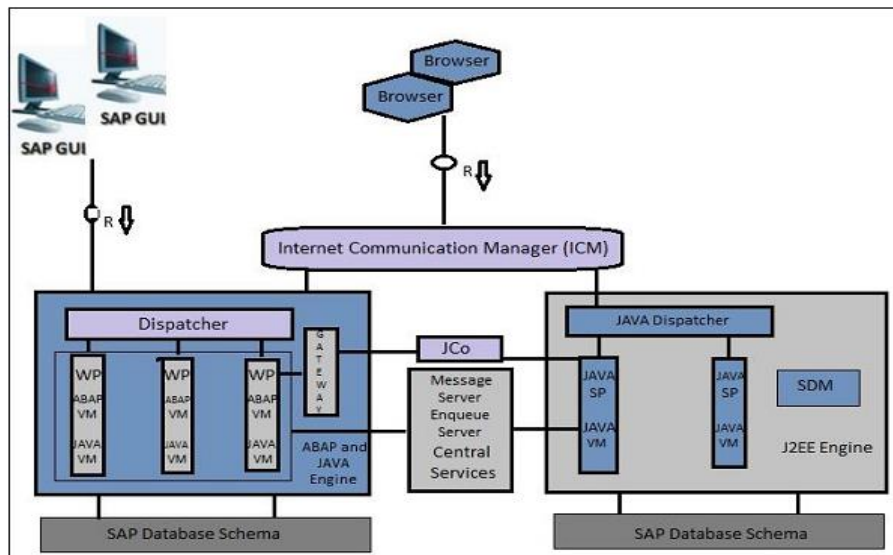 SAP GUI
SAP GUI
Browser
Browser
R
R
Internet Communication Manager (ICM)
Dispatcher
GATEWAY
WP
ABAP
VM
JAVA
VM
WP
ABAP
VM
JAVA
VM
WP
ABAP
VM
JAVA
VM
ABAP and
JAVA
Engine
JCo
Message
Server
Enqueue
Server
Central
Services
JAVA Dispatcher
JAVA
SP
JAVA
VM
JAVA
SP
JAVA
VM
SDM
J2EE Engine
SAP Database Schema
SAP Database Schema